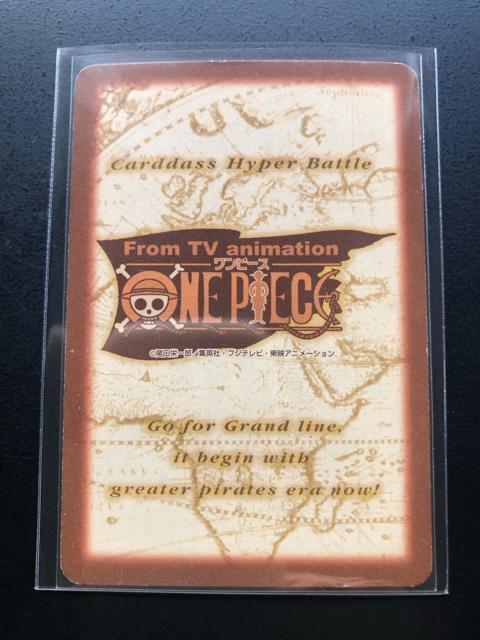 Septentrio
Carddass Hyper Battle
From TV animation
ワンピース
ONE PIECE
©尾田栄一郎/集英社・フジテレビ・東映アニメーション
Go for Grand line,
it begin with
greater pirates era now!